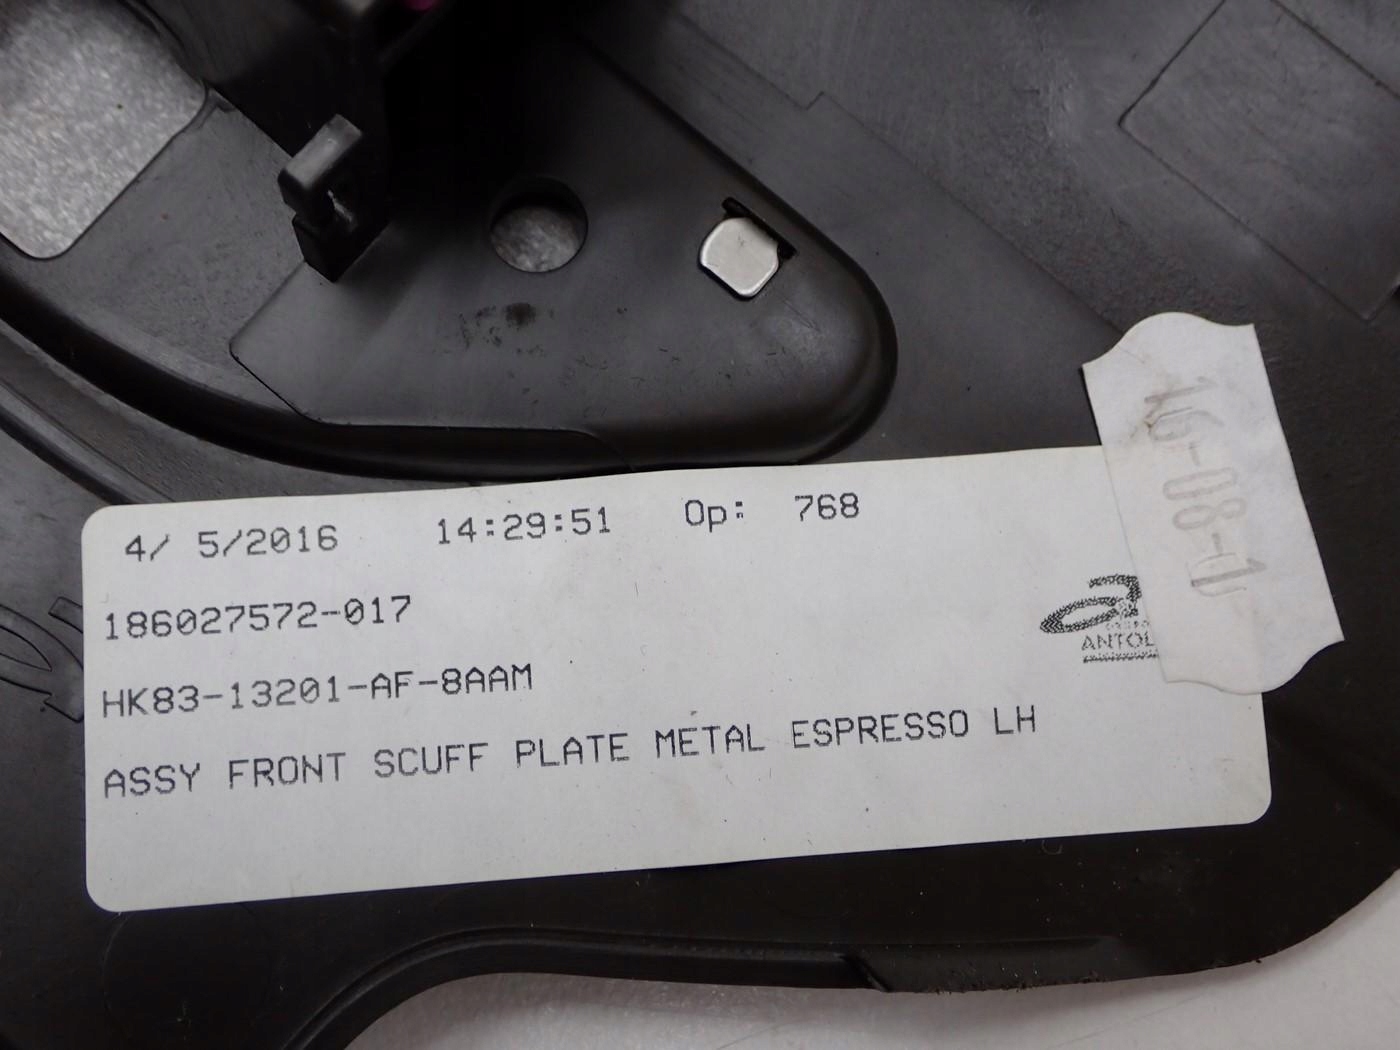 4/ 5/2016 14:29:51 Op: 768
186027572-017
HK83-13201-AF-8AAM
ASSY FRONT SCUFF PLATE METAL ESPRESSO LH
ANTOL